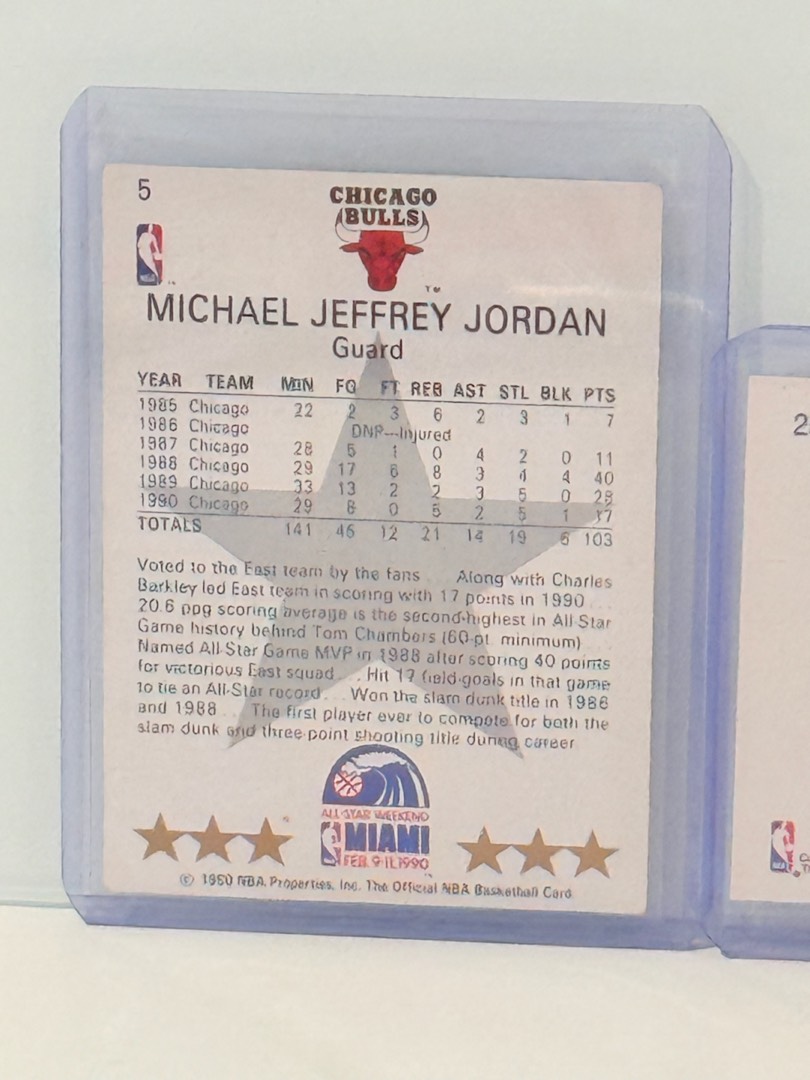 5
CHICAGO
BULLS
TM
MICHAEL JEFFREY JORDAN
Guard
YEAR TEAM MIN FG FT REB AST STL BLK PTS
1985 Chicago 22 2 3 6 2 3 1 7
1986 Chicago DNP—Injured
1987 Chicago 28 5 1 0 4 2 0 11
1988 Chicago 29 17 6 8 3 4 4 40
1989 Chicago 33 13 2 2 3 5 0 28
1990 Chicago 29 8 0 5 2 5 1 17
TOTALS 141 45 12 21 14 19 6 103
Voted to the East team by the fans ... Along with Charles
Barkley led East team in scoring with 17 points in 1990 ...
20.6 ppg scoring average is the second-highest in All-Star
Game history behind Tom Chambers (60-pt. minimum) ...
Named All-Star Game MVP in 1988 after scoring 40 points
for victorious East squad ... Hit 17 field-goals in that game
to tie an All-Star record ... Won the slam dunk title in 1986
and 1988 ... The first player ever to compete for both the
slam dunk and three-point shooting title during career
ALL-STAR WEEKEND
MIAMI
FEB. 9-11, 1990
© 1990 NBA Properties, Inc. The Official NBA Basketball Card
2